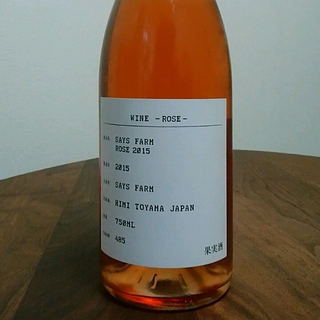 WINE -ROSE-
SAYS FARM
ROSE 2015
2015
SAYS FARM
HIMI TOYAMA JAPAN
750ML
485
果実酒